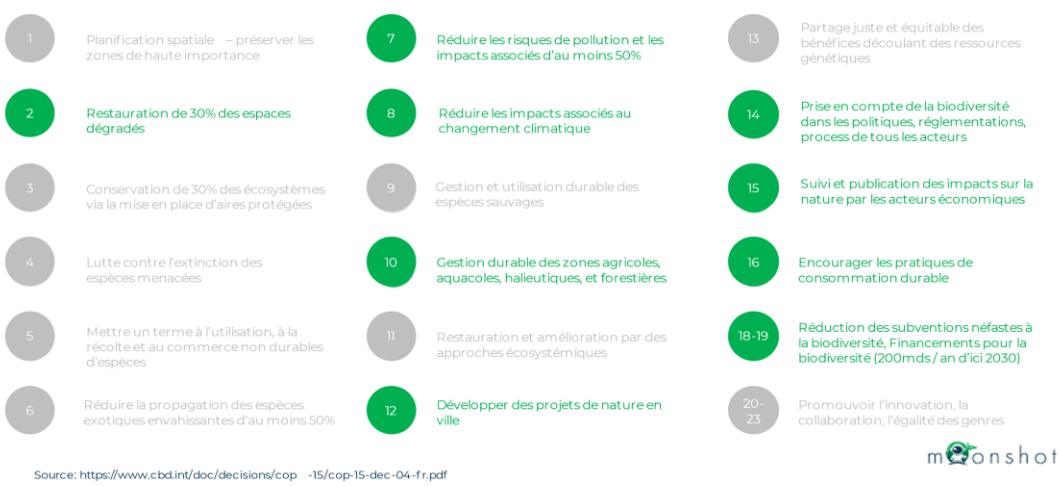 1
Planification spatiale – préserver les
zones de haute importance
2
Restauration de 30% des espaces
dégradés
3
Conservation de 30% des écosystèmes
via la mise en place d'aires protégées
4
Lutte contre l'extinction des
espèces menacées
5
Mettre un terme à l'utilisation, à la
récolte et au commerce non durables
d'espèces
6
Réduire la propagation des espèces
exotiques envahissantes d'au moins 50%
7
Réduire les risques de pollution et les
impacts associés d'au moins 50%
8
Réduire les impacts associés au
changement climatique
9
Gestion et utilisation durable des
espèces sauvages
10
Gestion durable des zones agricoles,
aquacoles, halieutiques, et forestières
11
Restauration et amélioration par des
approches écosystémiques
12
Développer des projets de nature en
ville
13
Partage juste et équitable des
bénéfices découlant des ressources
génétiques
14
Prise en compte de la biodiversité
dans les politiques, réglementations,
process de tous les acteurs
15
Suivi et publication des impacts sur la
nature par les acteurs économiques
16
Encourager les pratiques de
consommation durable
18-19
Réduction des subventions néfastes à
la biodiversité, Financements pour la
biodiversité (200mds / an d'ici 2030)
20-
23
Promouvoir l'innovation, la
collaboration, l'égalité des genres
Source: https://www.cbd.int/doc/decisions/cop -15/cop-15-dec-04-fr.pdf
moonshot